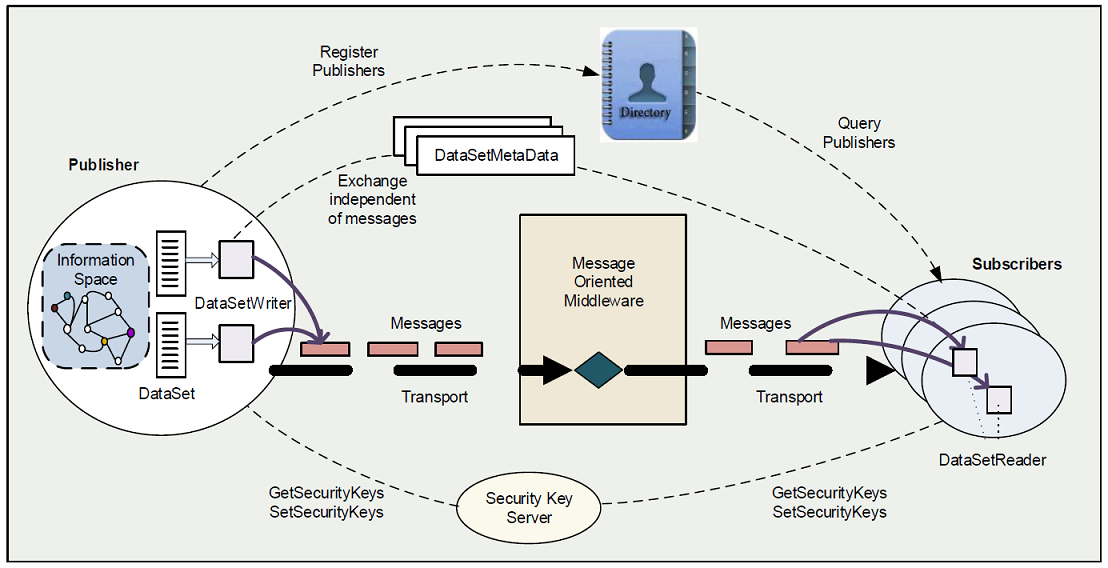 Register
Publishers
Directory
Query
Publishers
DataSetMetaData
Publisher
Exchange
independent
of messages
Information
Space
Message
Oriented
Middleware
Subscribers
DataSetWriter
Messages
Messages
DataSet
Transport
Transport
DataSetReader
GetSecurityKeys
SetSecurityKeys
Security Key
Server
GetSecurityKeys
SetSecurityKeys